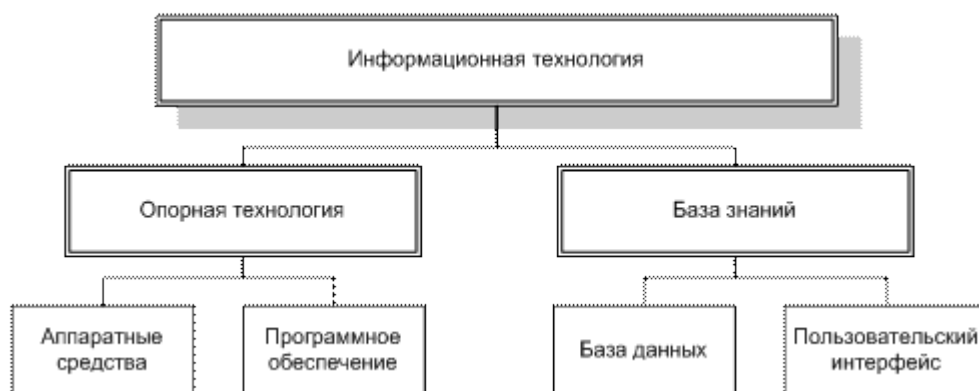 Информационная технология
Опорная технология
База знаний
Аппаратные
средства
Программное
обеспечение
База данных
Пользовательский
интерфейс